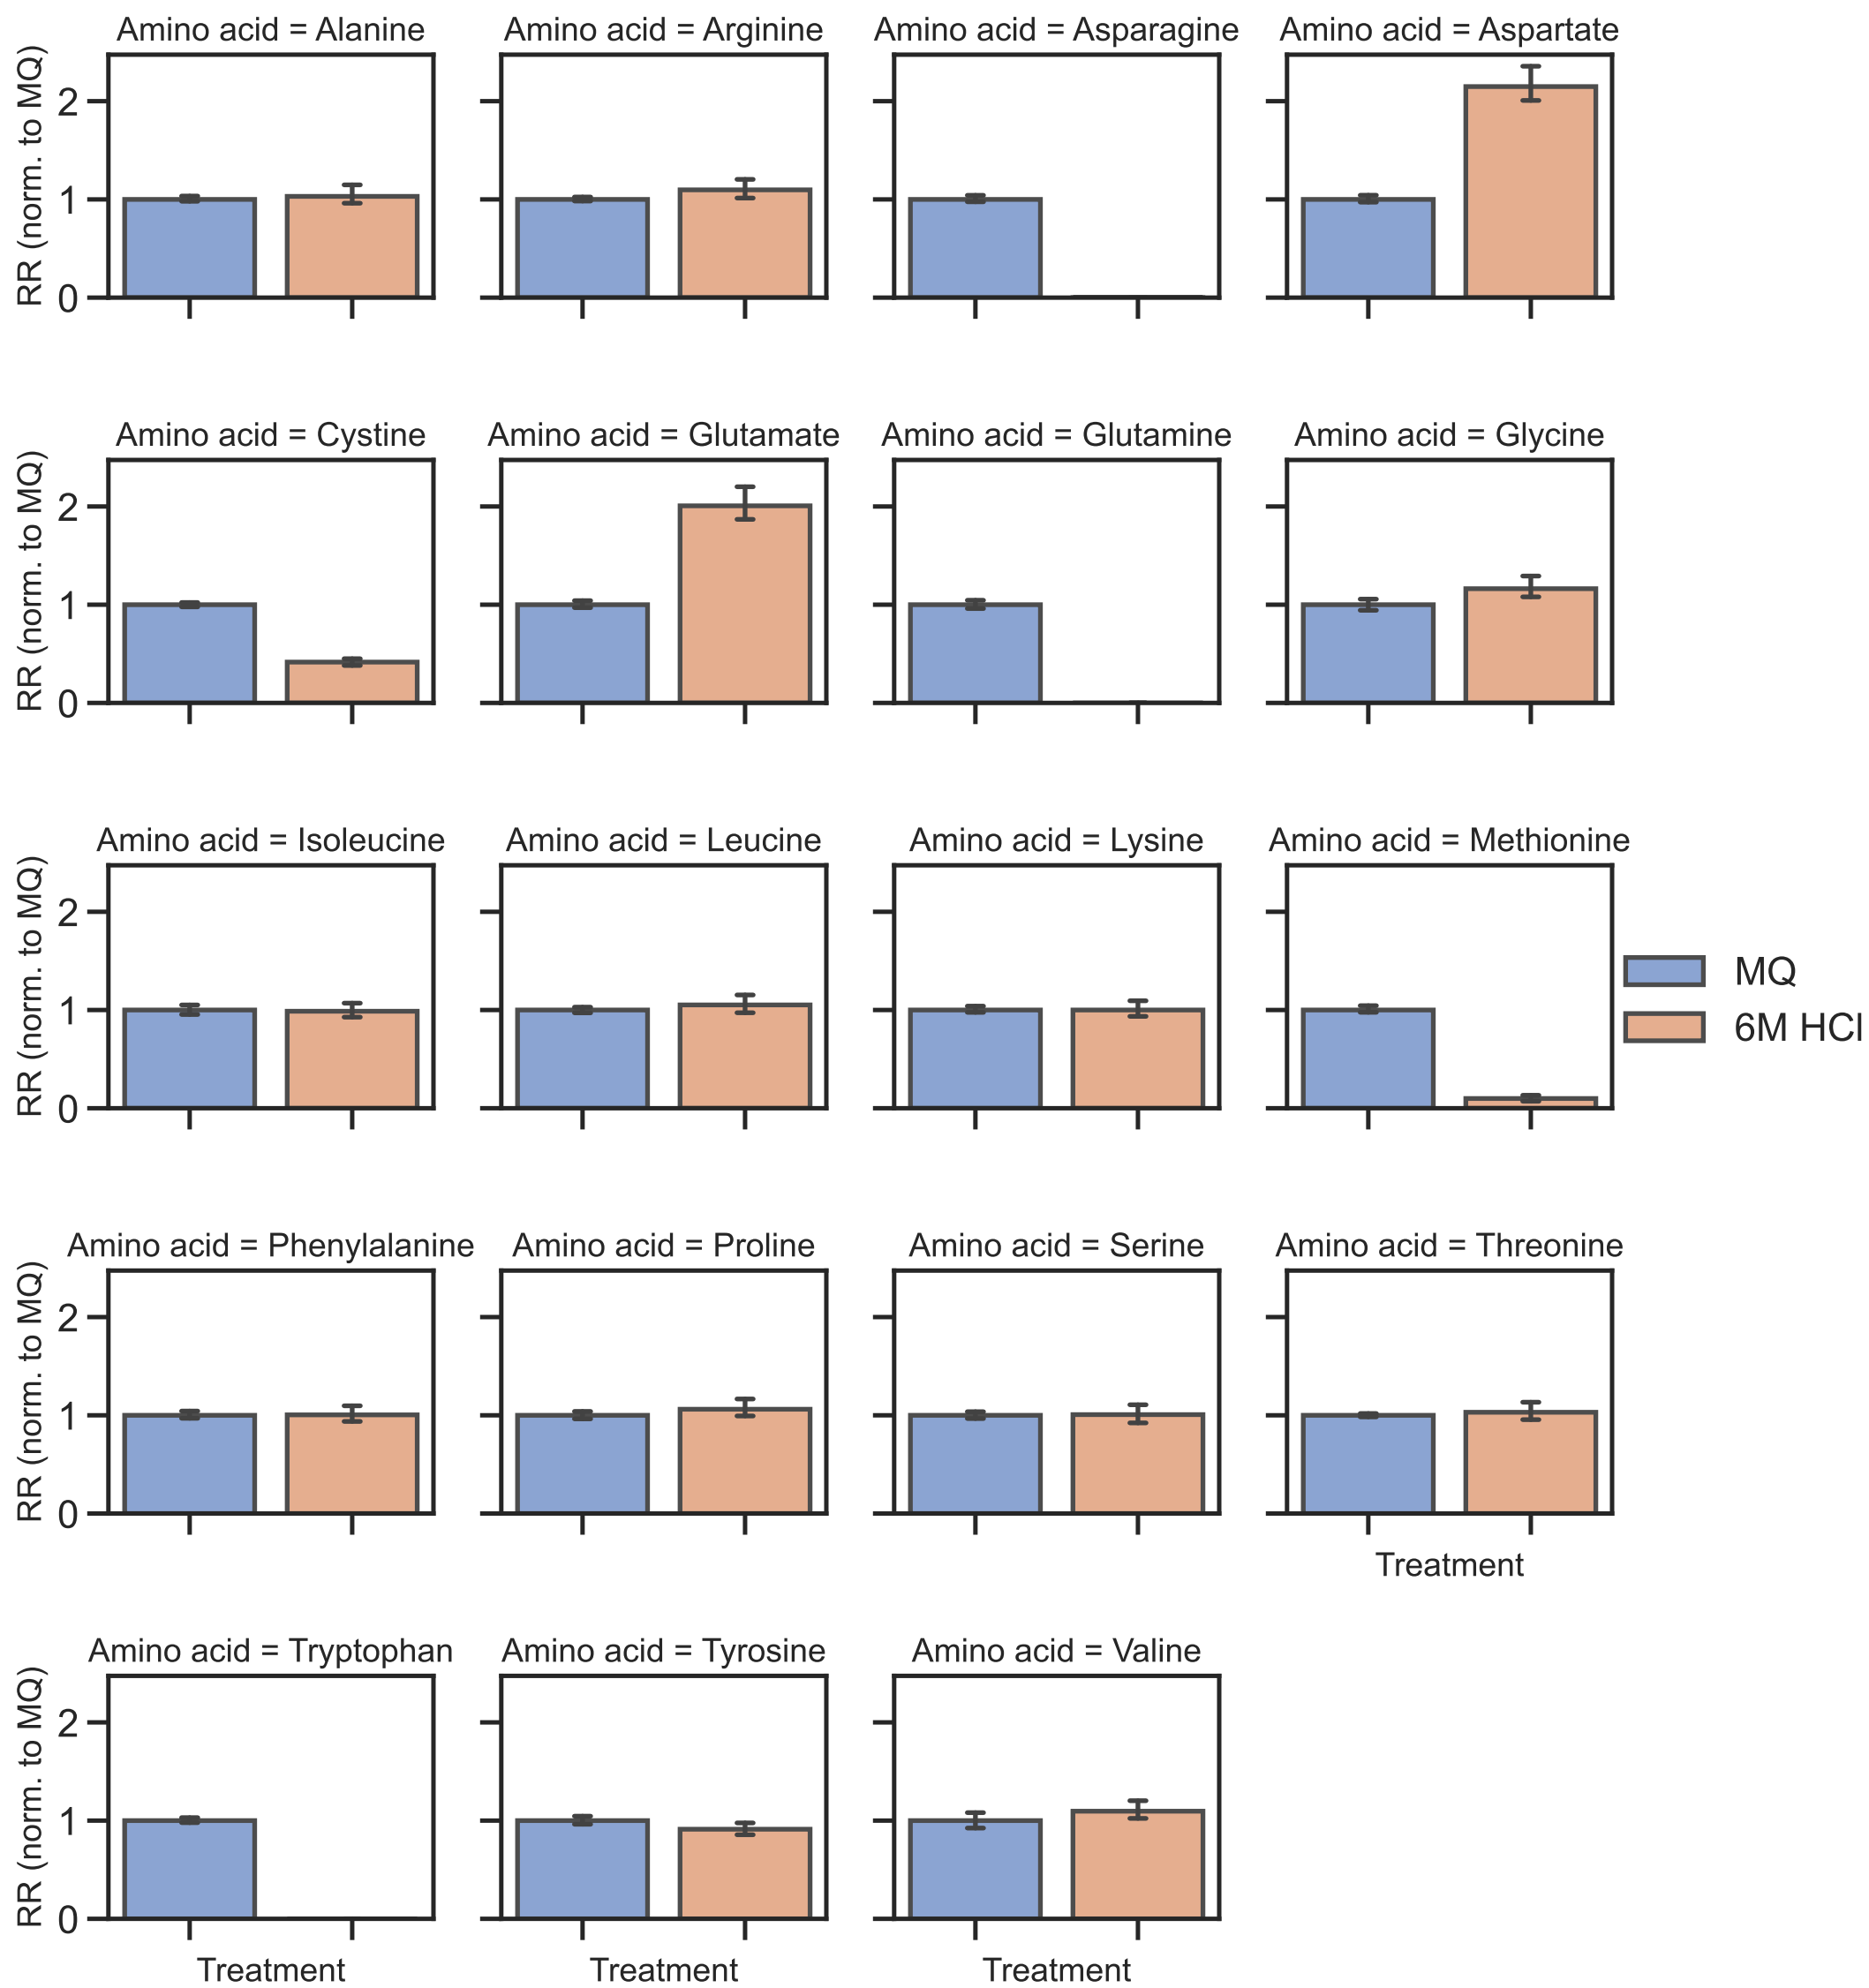 Amino acid = Alanine
Amino acid = Arginine
Amino acid = Asparagine
Amino acid = Aspartate
RR (norm. to MQ)
2
1
0
Amino acid = Cystine
Amino acid = Glutamate
Amino acid = Glutamine
Amino acid = Glycine
RR (norm. to MQ)
2
1
0
Amino acid = Isoleucine
Amino acid = Leucine
Amino acid = Lysine
Amino acid = Methionine
RR (norm. to MQ)
2
1
0
MQ
6M HCl
Amino acid = Phenylalanine
Amino acid = Proline
Amino acid = Serine
Amino acid = Threonine
RR (norm. to MQ)
2
1
0
Treatment
Amino acid = Tryptophan
Amino acid = Tyrosine
Amino acid = Valine
RR (norm. to MQ)
2
1
0
Treatment
Treatment
Treatment